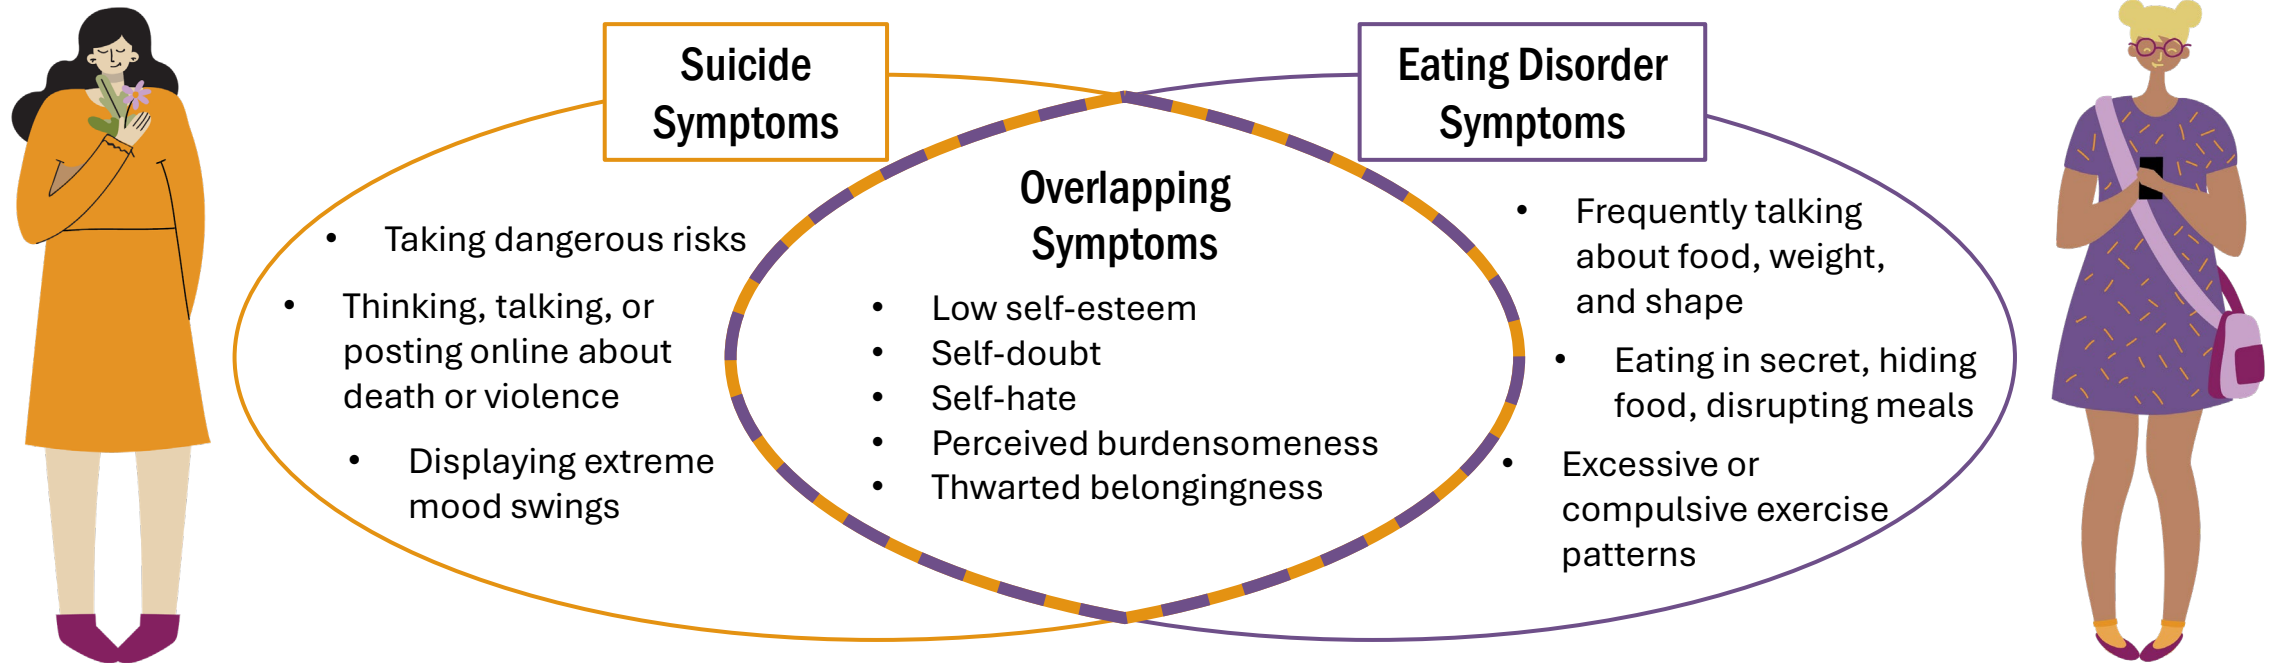 Suicide
Symptoms
• Taking dangerous risks
• Thinking, talking, or
posting online about
death or violence
• Displaying extreme
mood swings
Overlapping
Symptoms
• Low self-esteem
• Self-doubt
• Self-hate
• Perceived burdensomeness
• Thwarted belongingness
Eating Disorder
Symptoms
• Frequently talking
about food, weight,
and shape
• Eating in secret, hiding
food, disrupting meals
• Excessive or
compulsive exercise
patterns